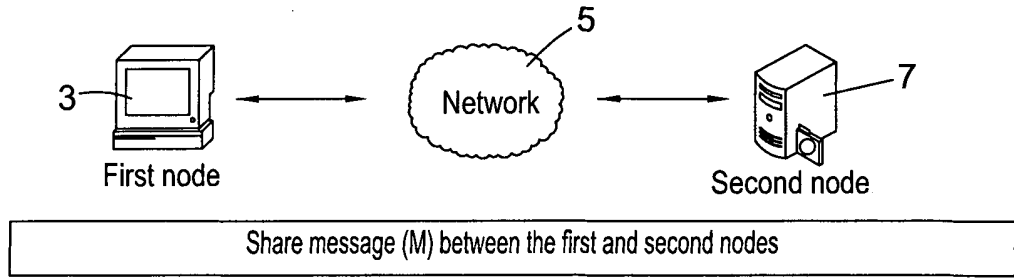 5
3
Network
7
First node
Second node
Share message (M) between the first and second nodes